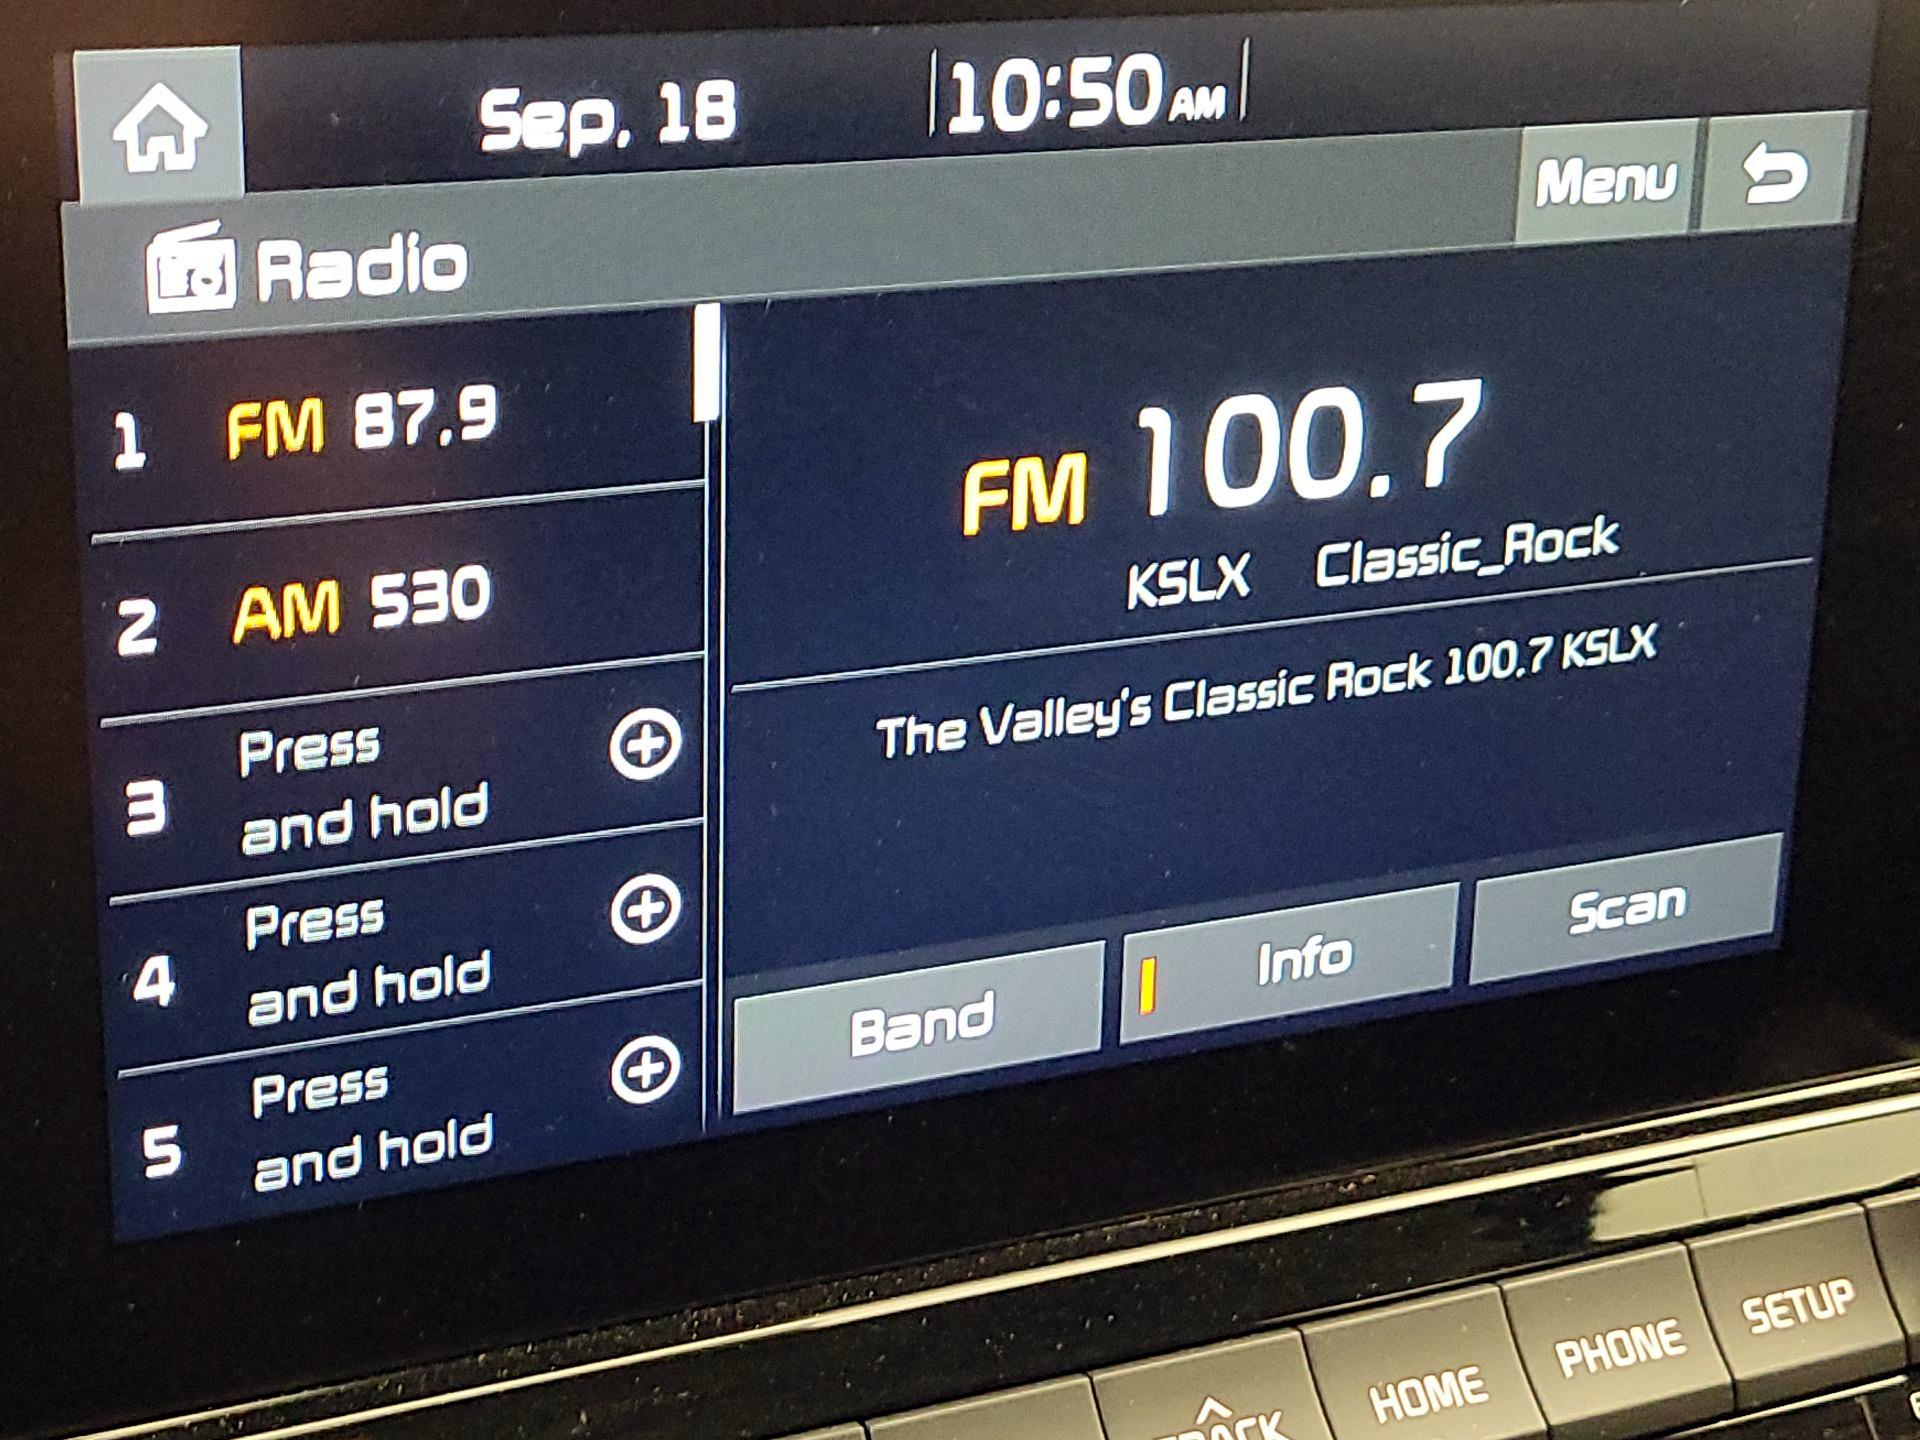 Sep. 18
10:50 AM
Radio
Menu
1 FM 87.9
2 AM 530
3 Press
and hold
4 Press
and hold
5 Press
and hold
FM 100.7
KSLX Classic_Rock
The Valley's Classic Rock 100.7 KSLX
Band Info Scan
HOME PHONE SETUP